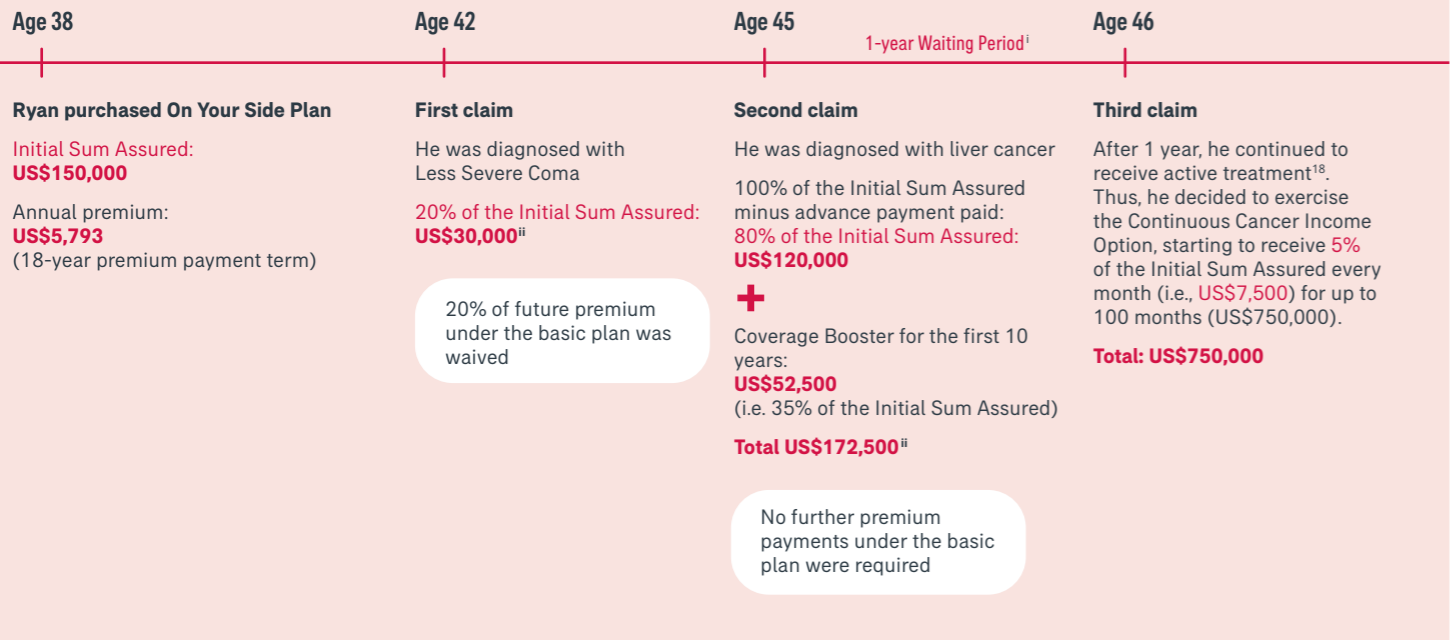 Age 38
Age 42
Age 45
1-year Waiting Periodⁱ
Age 46
Ryan purchased On Your Side Plan
Initial Sum Assured:
US$150,000
Annual premium:
US$5,793
(18-year premium payment term)
First claim
He was diagnosed with
Less Severe Coma
20% of the Initial Sum Assured:
US$30,000ⁱⁱ
20% of future premium
under the basic plan was
waived
Second claim
He was diagnosed with liver cancer
100% of the Initial Sum Assured
minus advance payment paid:
80% of the Initial Sum Assured:
US$120,000
+
Coverage Booster for the first 10
years:
US$52,500
(i.e. 35% of the Initial Sum Assured)
Total US$172,500ⁱⁱ
No further premium
payments under the basic
plan were required
Third claim
After 1 year, he continued to
receive active treatment¹⁸.
Thus, he decided to exercise
the Continuous Cancer Income
Option, starting to receive 5%
of the Initial Sum Assured every
month (i.e., US$7,500) for up to
100 months (US$750,000).
Total: US$750,000